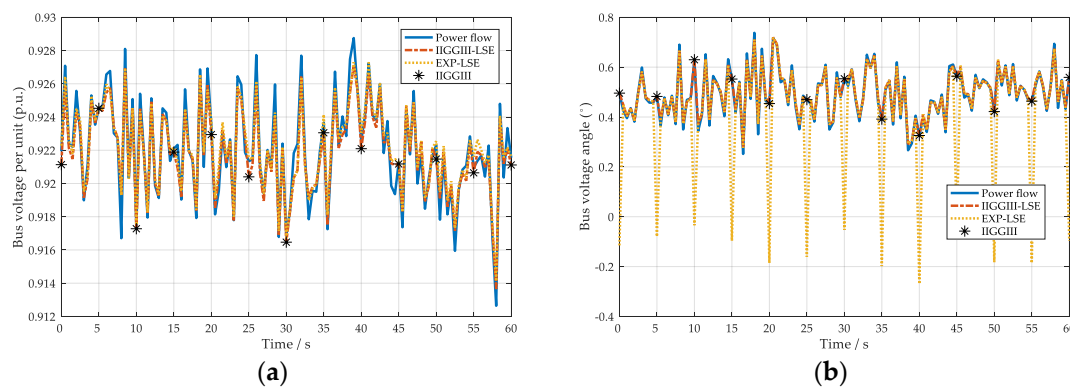 0.93
0.928
0.926
0.924
0.922
0.92
0.918
0.916
0.914
0.912
Bus voltage per unit (p.u.)
0 5 10 15 20 25 30 35 40 45 50 55 60
Time / s
Power flow
IIGGIII-LSE
EXP-LSE
IIGGIII
(a)
0.8
0.6
0.4
0.2
0
-0.2
-0.4
Bus voltage angle (°)
0 5 10 15 20 25 30 35 40 45 50 55 60
Time / s
Power flow
IIGGIII-LSE
EXP-LSE
IIGGIII
(b)